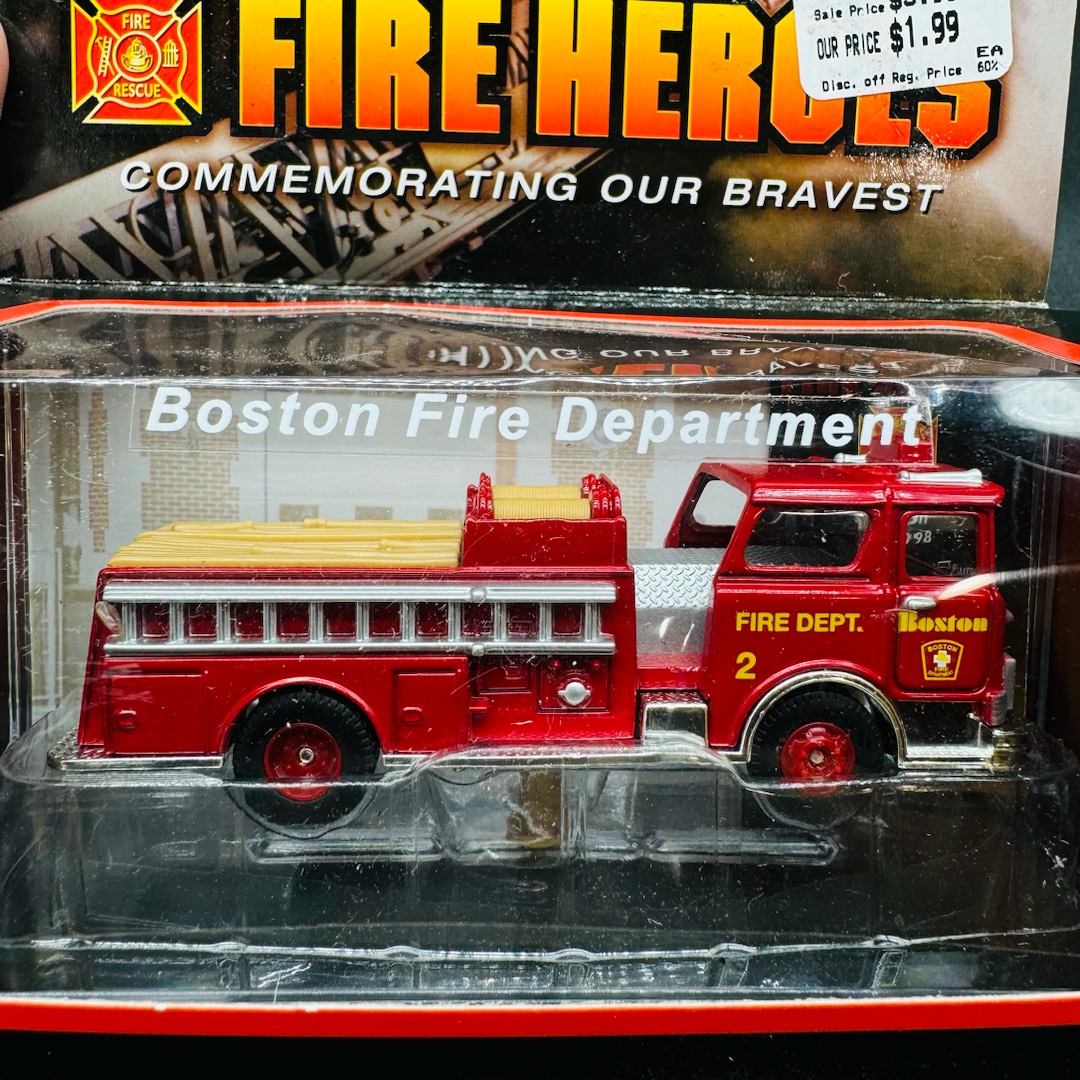 FIRE
RESCUE
FIRE HEROES
Sale Price
OUR PRICE $1.99
EA
Disc. off Reg. Price 60%
COMMEMORATING OUR BRAVEST
Boston Fire Department
FIRE DEPT.
2
Boston
BOSTON
FIRE